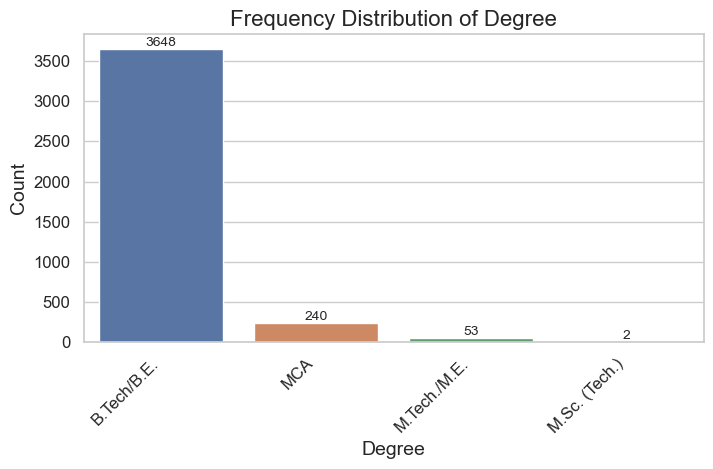 Frequency Distribution of Degree
3648
3500
3000
2500
2000
1500
1000
500
0
240
53
2
Count
B.Tech/B.E.
MCA
M.Tech./M.E.
M.Sc. (Tech.)
Degree